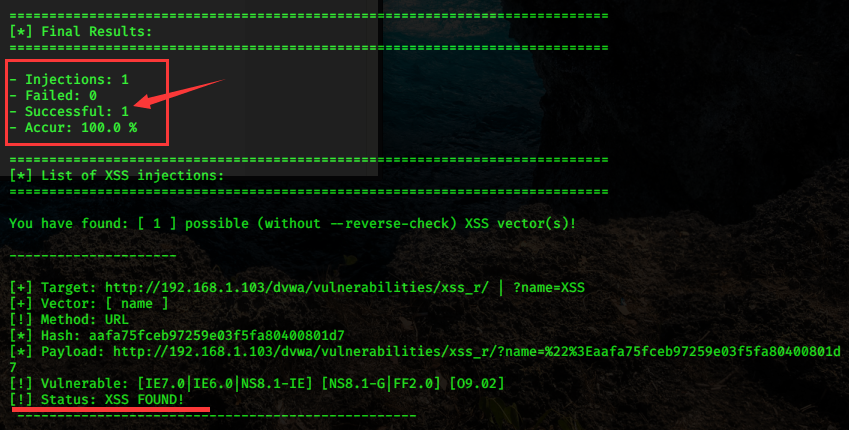 ===========================================================================
[*] Final Results:
===========================================================================
- Injections: 1
- Failed: 0
- Successful: 1
- Accur: 100.0 %
===========================================================================
[*] List of XSS injections:
===========================================================================
You have found: [ 1 ] possible (without --reverse-check) XSS vector(s)!
---------------------
[+] Target: http://192.168.1.103/dvwa/vulnerabilities/xss_r/ | ?name=XSS
[+] Vector: [ name ]
[!] Method: URL
[*] Hash: aafa75fceb97259e03f5fa80400801d7
[*] Payload: http://192.168.1.103/dvwa/vulnerabilities/xss_r/?name=%22%3Eaafa75fceb97259e03f5fa80400801d
7
[!] Vulnerable: [IE7.0|IE6.0|NS8.1-IE] [NS8.1-G|FF2.0] [O9.02]
[!] Status: XSS FOUND!
--------------------------------------------------